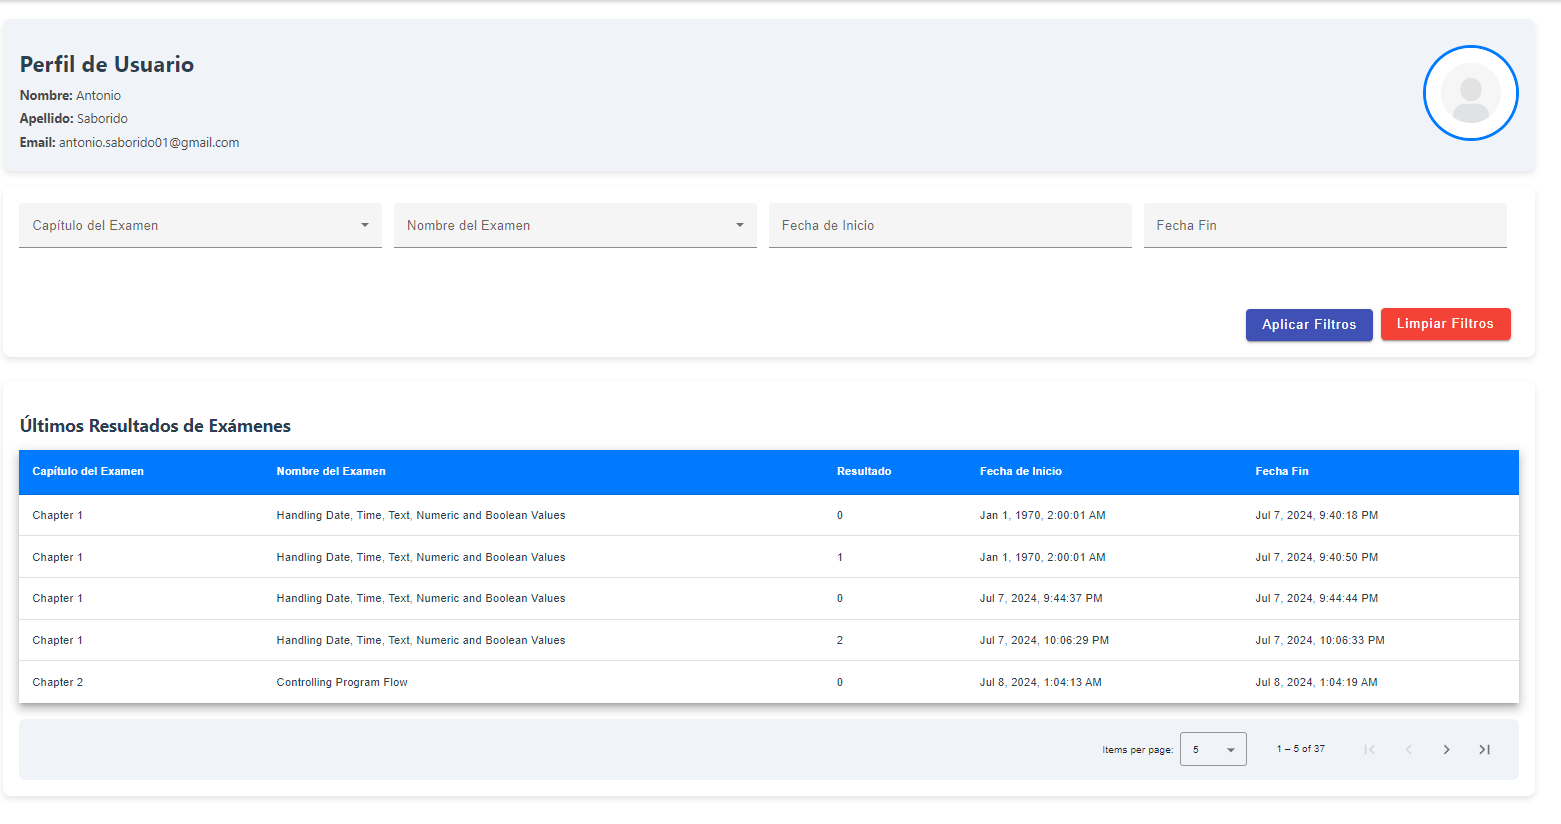 Perfil de Usuario
Nombre: Antonio
Apellido: Saborido
Email: antonio.saborido01@gmail.com
Capítulo del Examen Nombre del Examen Fecha de Inicio Fecha Fin
Aplicar Filtros Limpiar Filtros
Últimos Resultados de Exámenes
Capítulo del Examen Nombre del Examen Resultado Fecha de Inicio Fecha Fin
Chapter 1 Handling Date, Time, Text, Numeric and Boolean Values 0 Jan 1, 1970, 2:00:01 AM Jul 7, 2024, 9:40:18 PM
Chapter 1 Handling Date, Time, Text, Numeric and Boolean Values 1 Jan 1, 1970, 2:00:01 AM Jul 7, 2024, 9:40:50 PM
Chapter 1 Handling Date, Time, Text, Numeric and Boolean Values 0 Jul 7, 2024, 9:44:37 PM Jul 7, 2024, 9:44:44 PM
Chapter 1 Handling Date, Time, Text, Numeric and Boolean Values 2 Jul 7, 2024, 10:06:29 PM Jul 7, 2024, 10:06:33 PM
Chapter 2 Controlling Program Flow 0 Jul 8, 2024, 1:04:13 AM Jul 8, 2024, 1:04:19 AM
Items per page: 5 1 – 5 of 37